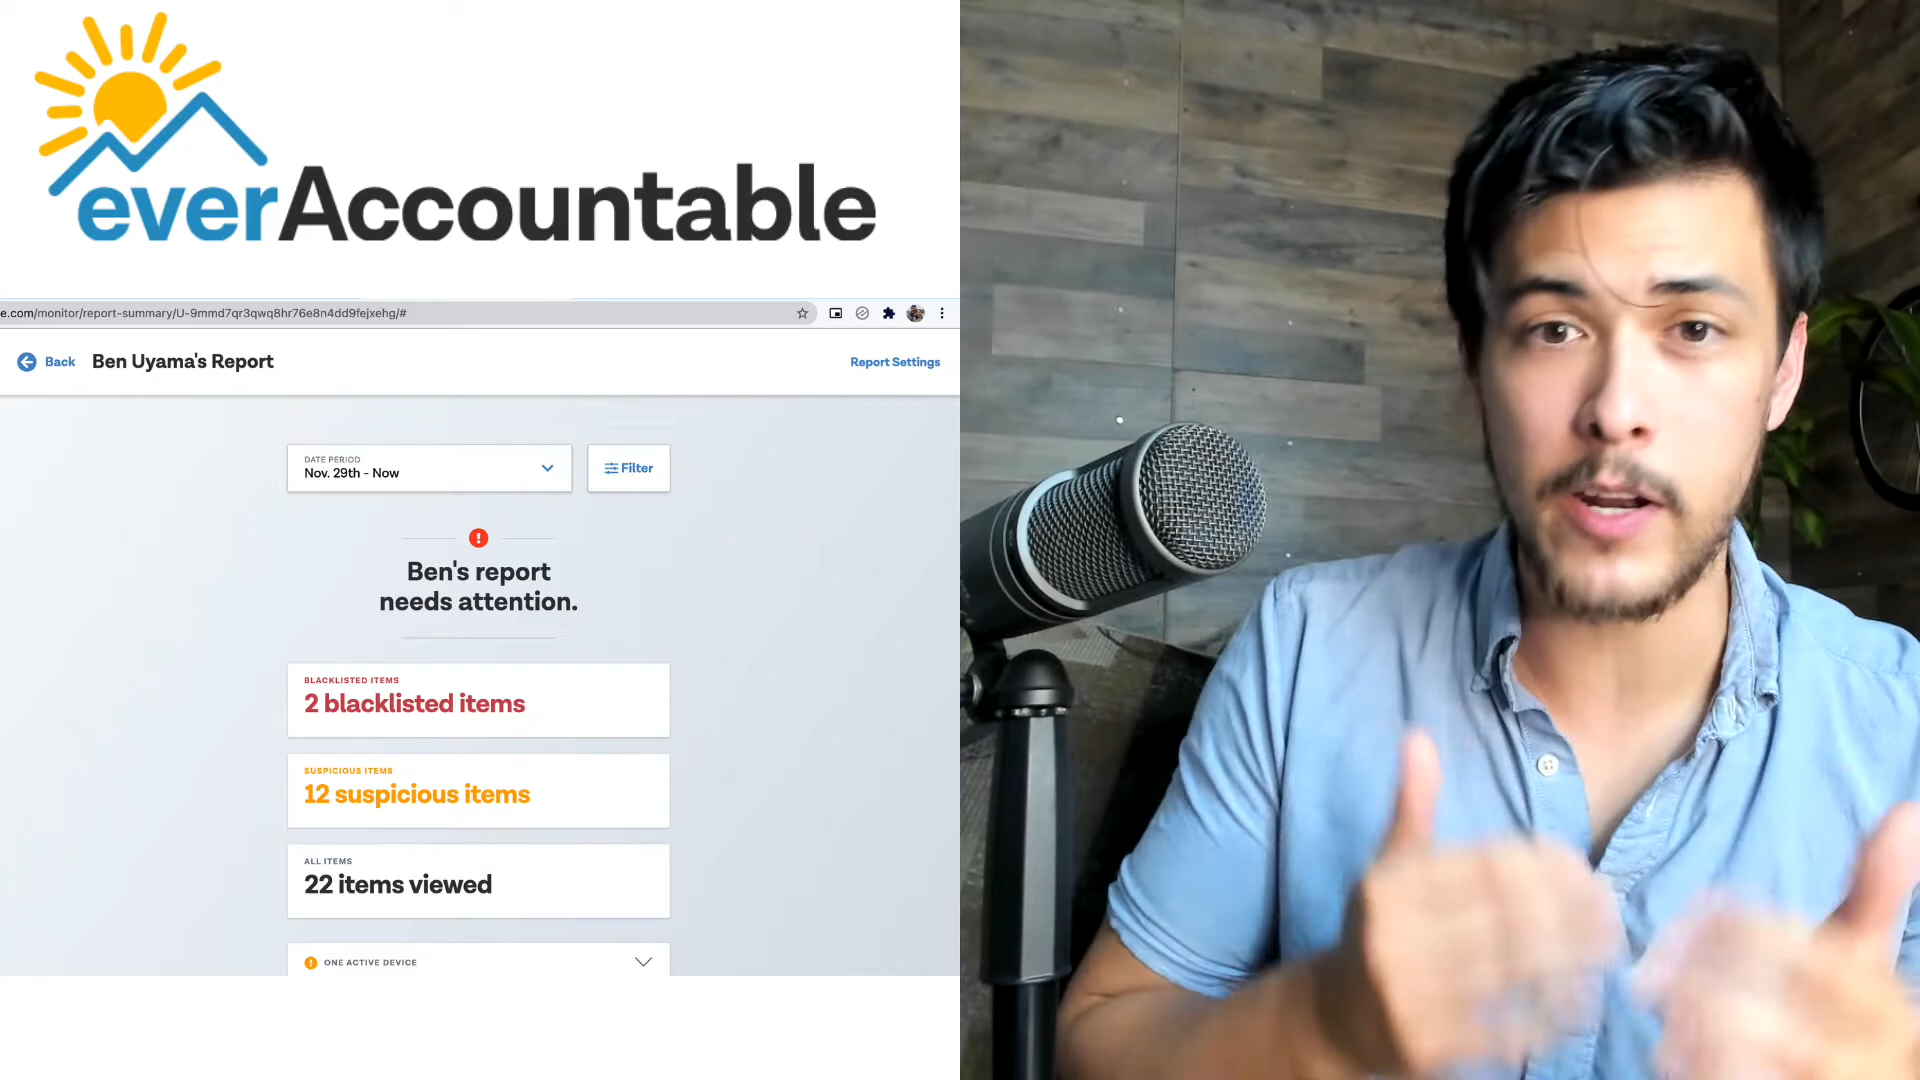 everAccountable
e.com/monitor/report-summary/U-9mmd7qr3qwq8hr76e8n4dd9fejxehg/#
Back
Ben Uyama's Report
Report Settings
DATE PERIOD
Nov. 29th - Now
Filter
Ben's report
needs attention.
BLACKLISTED ITEMS
2 blacklisted items
SUSPICIOUS ITEMS
12 suspicious items
ALL ITEMS
22 items viewed
ONE ACTIVE DEVICE